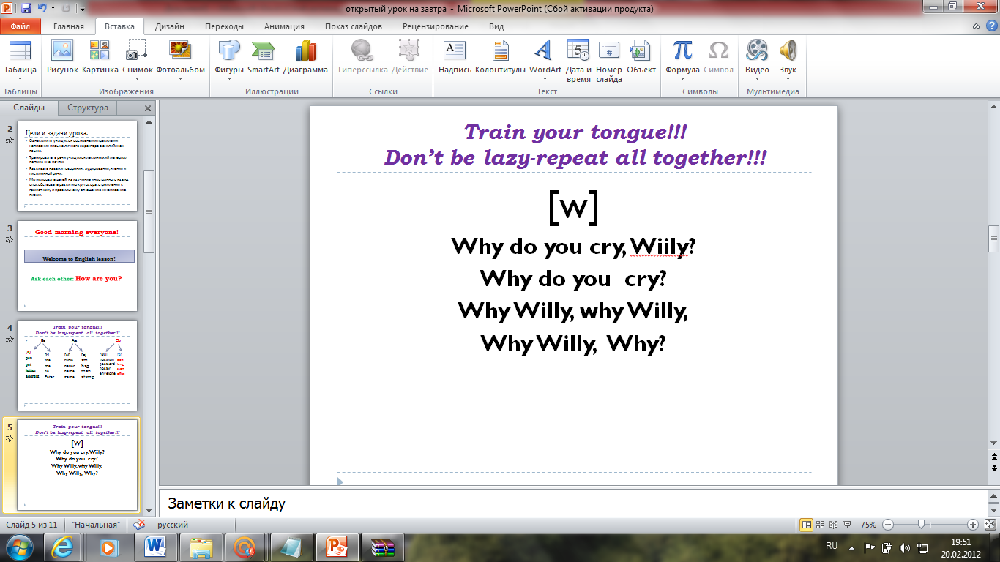 открытый урок на завтра - Microsoft PowerPoint (Сбой активации продукта)
Файл Главная Вставка Дизайн Переходы Анимация Показ слайдов Рецензирование Вид
Таблица Рисунок Картинка Снимок Фотоальбом Фигуры SmartArt Диаграмма Гиперссылка Действие Надпись Колонтитулы WordArt Дата и время Номер слайда Объект Формула Символ Видео Звук
Таблицы Изображения Иллюстрации Ссылки Текст Символы Мультимедиа
Слайды Структура
2
Цели и задачи урока.
Ознакомить учащихся с основными правилами
написания письма личного характера в английском
языке.
Тренировать в речи учащихся лексический материал
по теме «на почте»
Развивать навыки говорения, аудирования, чтения и
письменной речи.
Мотивировать детей на изучение иностранного языка,
способствовать развитию кругозора, стремления к
грамотному и правильному отношению к написанию
писем.
3
Good morning everyone!
Welcome to English lesson!
Ask each other: How are you?
4
Train your tongue!!!
Don't be lazy-repeat all together!!!
Ee Aa Oo
[e]
pen she table am postman
get me paper bag postcard
letter he name man poster
address Peter same stamp envelope
5
Train your tongue!!!
Don't be lazy-repeat all together!!!
[w]
Why do you cry, Wiily?
Why do you cry?
Why Willy, why Willy,
Why Willy, Why?
Train your tongue!!!
Don't be lazy-repeat all together!!!
[w]
Why do you cry, Wiily?
Why do you  cry?
Why Willy, why Willy,
Why Willy,  Why?
Заметки к слайду
Слайд 5 из 11 "Начальная" русский 75%
RU 19:51
20.02.2012